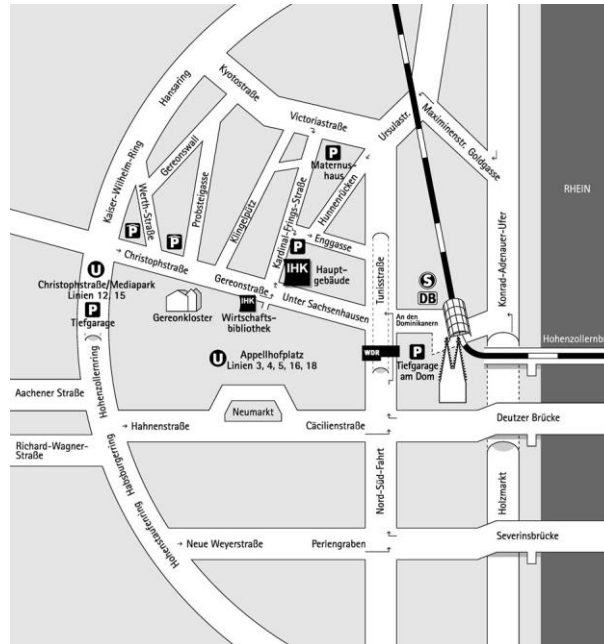 Hansaring
Kyotostraße
Victoriastraße
Ursulastr.
Maximinenstr.
Goldgasse
Kaiser-Wilhelm-Ring
Gereonswall
Werth-Straße
Probsteigasse
Klingelpütz
Kardinal-Frings-Straße
P
Maternus-
haus
Hunnenrücken
RHEIN
P
P
P
Enggasse
Christophstraße
U
Christophstraße/Mediapark
Linien 12, 15
P
Tiefgarage
Gereonkloster
Gereonstraße
IHK
Wirtschafts-
bibliothek
IHK
Haupt-
gebäude
Unter Sachsenhausen
Tunisstraße
S
DB
Konrad-Adenauer-Ufer
An den
Dominikanern
Hohenzollernbr
WDR
P
Tiefgarage
am Dom
U
Appellhofplatz
Linien 3, 4, 5, 16, 18
Hohenzollernring
Aachener Straße
Neumarkt
Hahnenstraße
Cäcilienstraße
Deutzer Brücke
Richard-Wagner-
Straße
Habsburgerring
Nord-Süd-Fahrt
Holzmarkt
Hohenstaufenring
Neue Weyerstraße
Perlengraben
Severinsbrücke